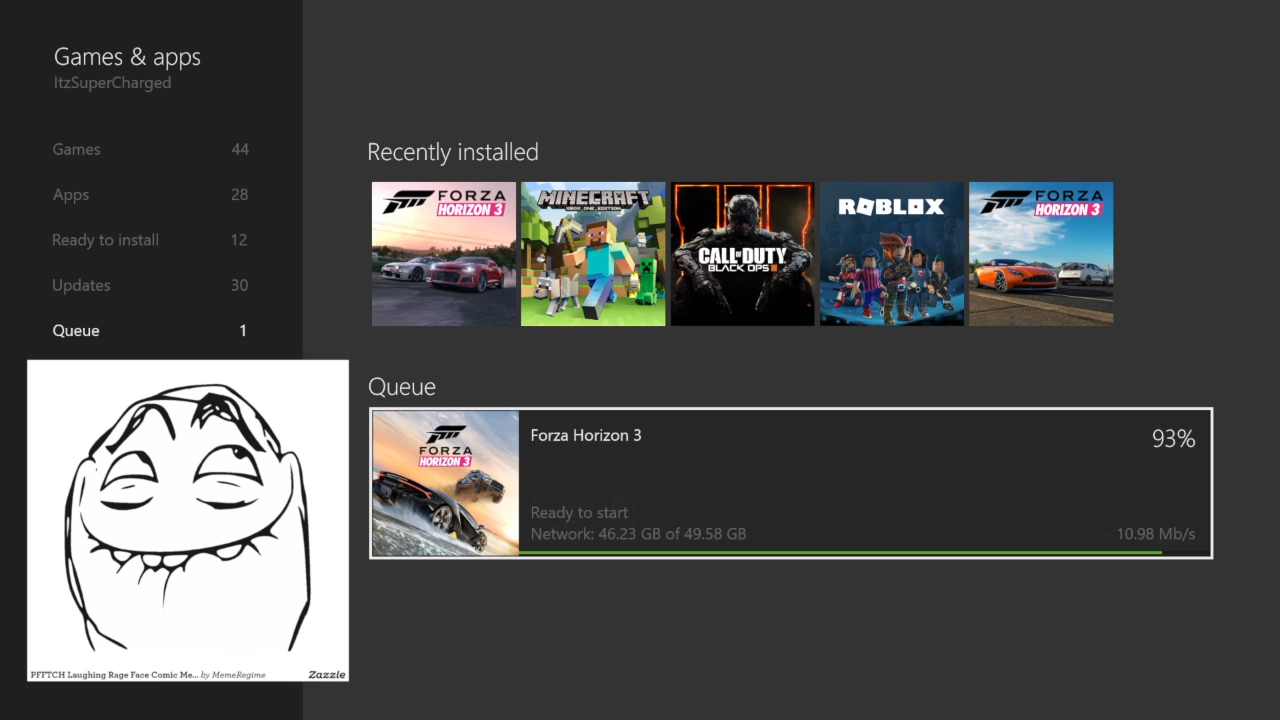 Games & apps
ItzSuperCharged
Games 44
Apps 28
Ready to install 12
Updates 30
Queue 1
Recently installed
FORZA
HORIZON 3
MINECRAFT
XBOX ONE EDITION
CALL OF DUTY
BLACK OPS III
ROBLOX
FORZA
HORIZON 3
Queue
FORZA
HORIZON 3
Forza Horizon 3
93%
Ready to start
Network: 46.23 GB of 49.58 GB
10.98 Mb/s
PFFTCH Laughing Rage Face Comic Me... by MemeRegime
Zazzle